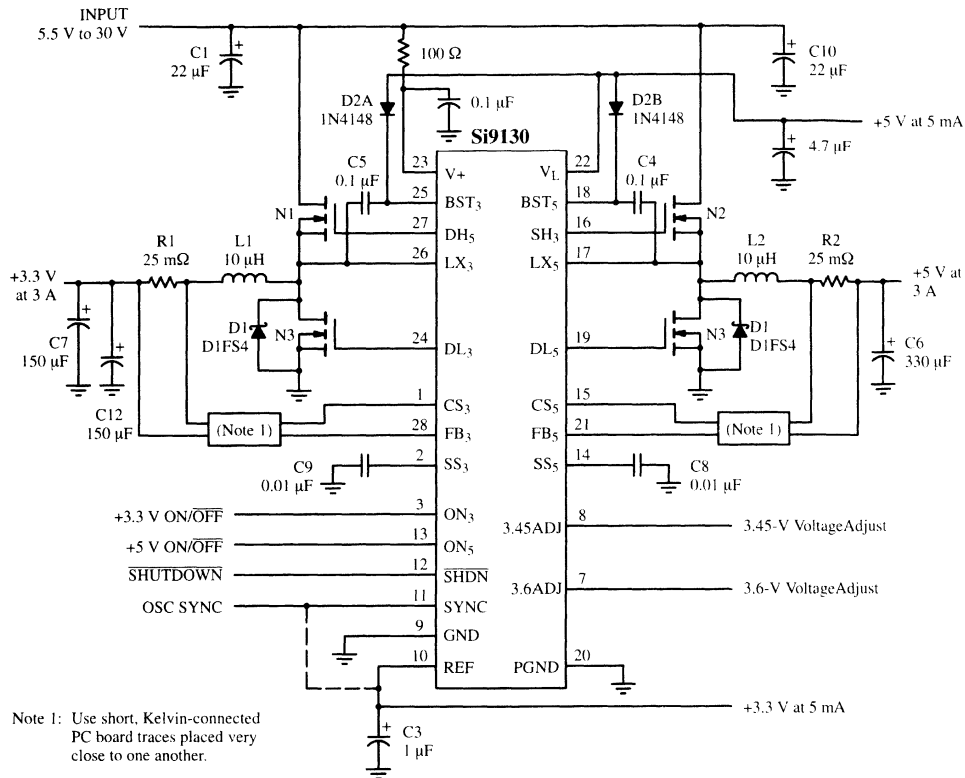 INPUT
5.5 V to 30 V
C1
22 µF
100 Ω
C10
22 µF
D2A
1N4148
0.1 µF
D2B
1N4148
+5 V at 5 mA
4.7 µF
Si9130
C5
0.1 µF
C4
0.1 µF
23
V+
VL
22
25
BST3
BST5
18
N1
27
DH5
SH3
16
N2
26
LX3
LX5
17
R1
25 mΩ
L1
10 µH
L2
10 µH
R2
25 mΩ
+3.3 V
at 3 A
+5 V at
3 A
C7
150 µF
D1
D1FS4
N3
24
DL3
DL5
19
N3
D1
D1FS4
C6
330 µF
C12
150 µF
1
CS3
CS5
15
(Note 1)
(Note 1)
28
FB3
FB5
21
C9
0.01 µF
2
SS3
SS5
14
C8
0.01 µF
+3.3 V ON/OFF
3
ON3
3.45ADJ
8
3.45-V VoltageAdjust
+5 V ON/OFF
13
ON5
SHUTDOWN
12
SHDN
3.6ADJ
7
3.6-V VoltageAdjust
OSC SYNC
11
SYNC
9
GND
10
REF
PGND
20
+3.3 V at 5 mA
C3
1 µF
Note 1: Use short, Kelvin-connected
PC board traces placed very
close to one another.